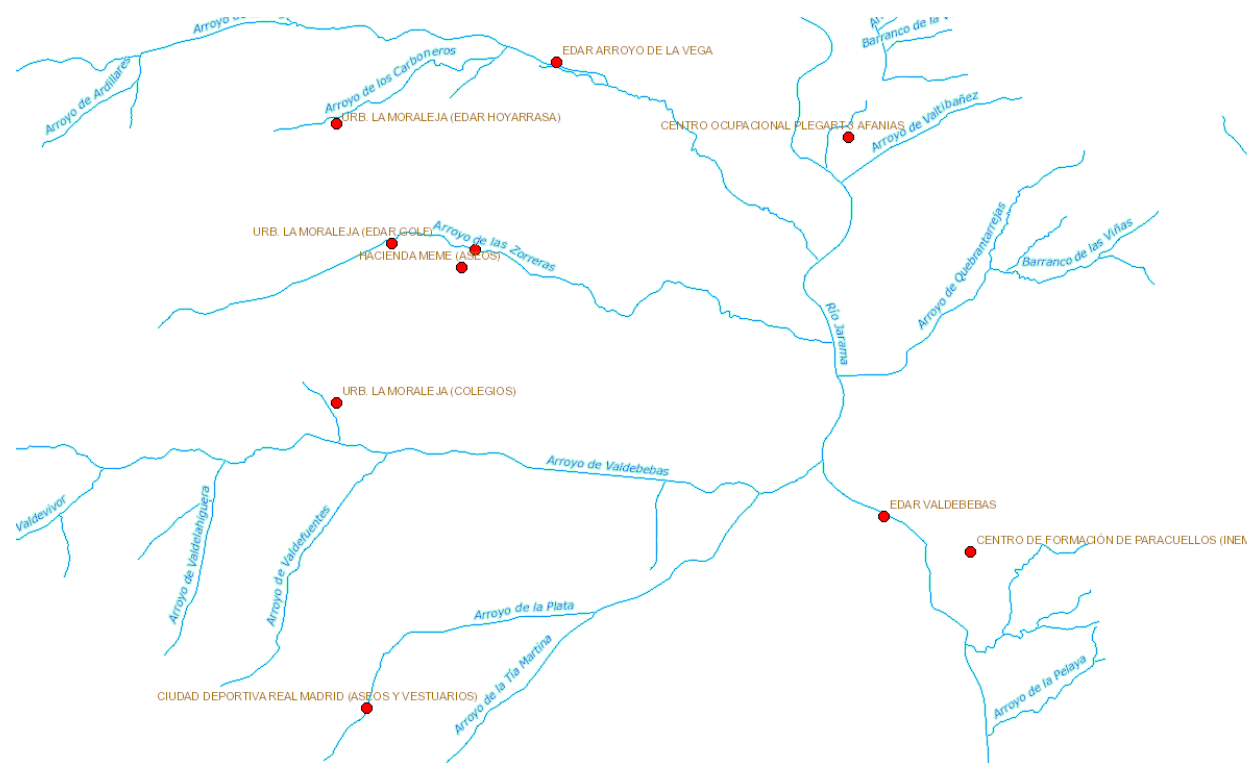 Arroyo de
Arroyo de Ardillares
Arroyo de los Carboneros
EDAR ARROYO DE LA VEGA
Barranco de la
URB. LA MORALEJA (EDAR HOYARRASA)
CENTRO OCUPACIONAL PLEGART-3 AFANIAS
Arroyo de Valtibañez
URB. LA MORALEJA (EDAR GOLF)
Arroyo de las Zorreras
HACIENDA MEME (ASEOS)
Arroyo de Quebrantarrejas
Barranco de las Viñas
Río Jarama
URB. LA MORALEJA (COLEGIOS)
Arroyo de Valdebebas
Valdevivor
Arroyo de Valdelahiguera
Arroyo de Valdefuentes
EDAR VALDEBEBAS
CENTRO DE FORMACIÓN DE PARACUELLOS (INEM
Arroyo de la Plata
Arroyo de la Tía Martina
Arroyo de la Pelaya
CIUDAD DEPORTIVA REAL MADRID (ASEOS Y VESTUARIOS)